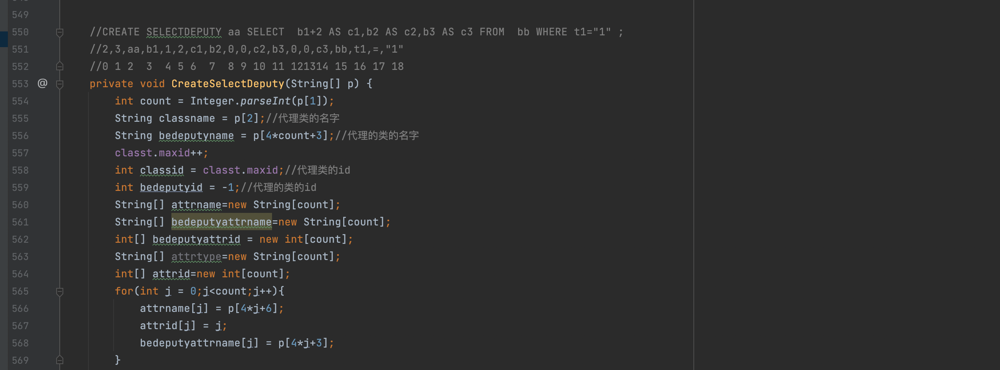 549
550 //CREATE SELECTDEPUTY aa SELECT  b1+2 AS c1,b2 AS c2,b3 AS c3 FROM  bb WHERE t1="1" ;
551 //2,3,aa,b1,1,2,c1,b2,0,0,c2,b3,0,0,c3,bb,t1,=,"1"
552 //0 1 2  3  4 5 6  7  8 9 10 11 121314 15 16 17 18
553 @ private void CreateSelectDeputy(String[] p) {
554 int count = Integer.parseInt(p[1]);
555 String classname = p[2];//代理类的名字
556 String bedeputyname = p[4*count+3];//代理的类的名字
557 classt.maxid++;
558 int classid = classt.maxid;//代理类的id
559 int bedeputyid = -1;//代理的类的id
560 String[] attrname=new String[count];
561 String[] bedeputyattrname=new String[count];
562 int[] bedeputyattrid = new int[count];
563 String[] attrtype=new String[count];
564 int[] attrid=new int[count];
565 for(int j = 0;j<count;j++){
566 attrname[j] = p[4*j+6];
567 attrid[j] = j;
568 bedeputyattrname[j] = p[4*j+3];
569 }